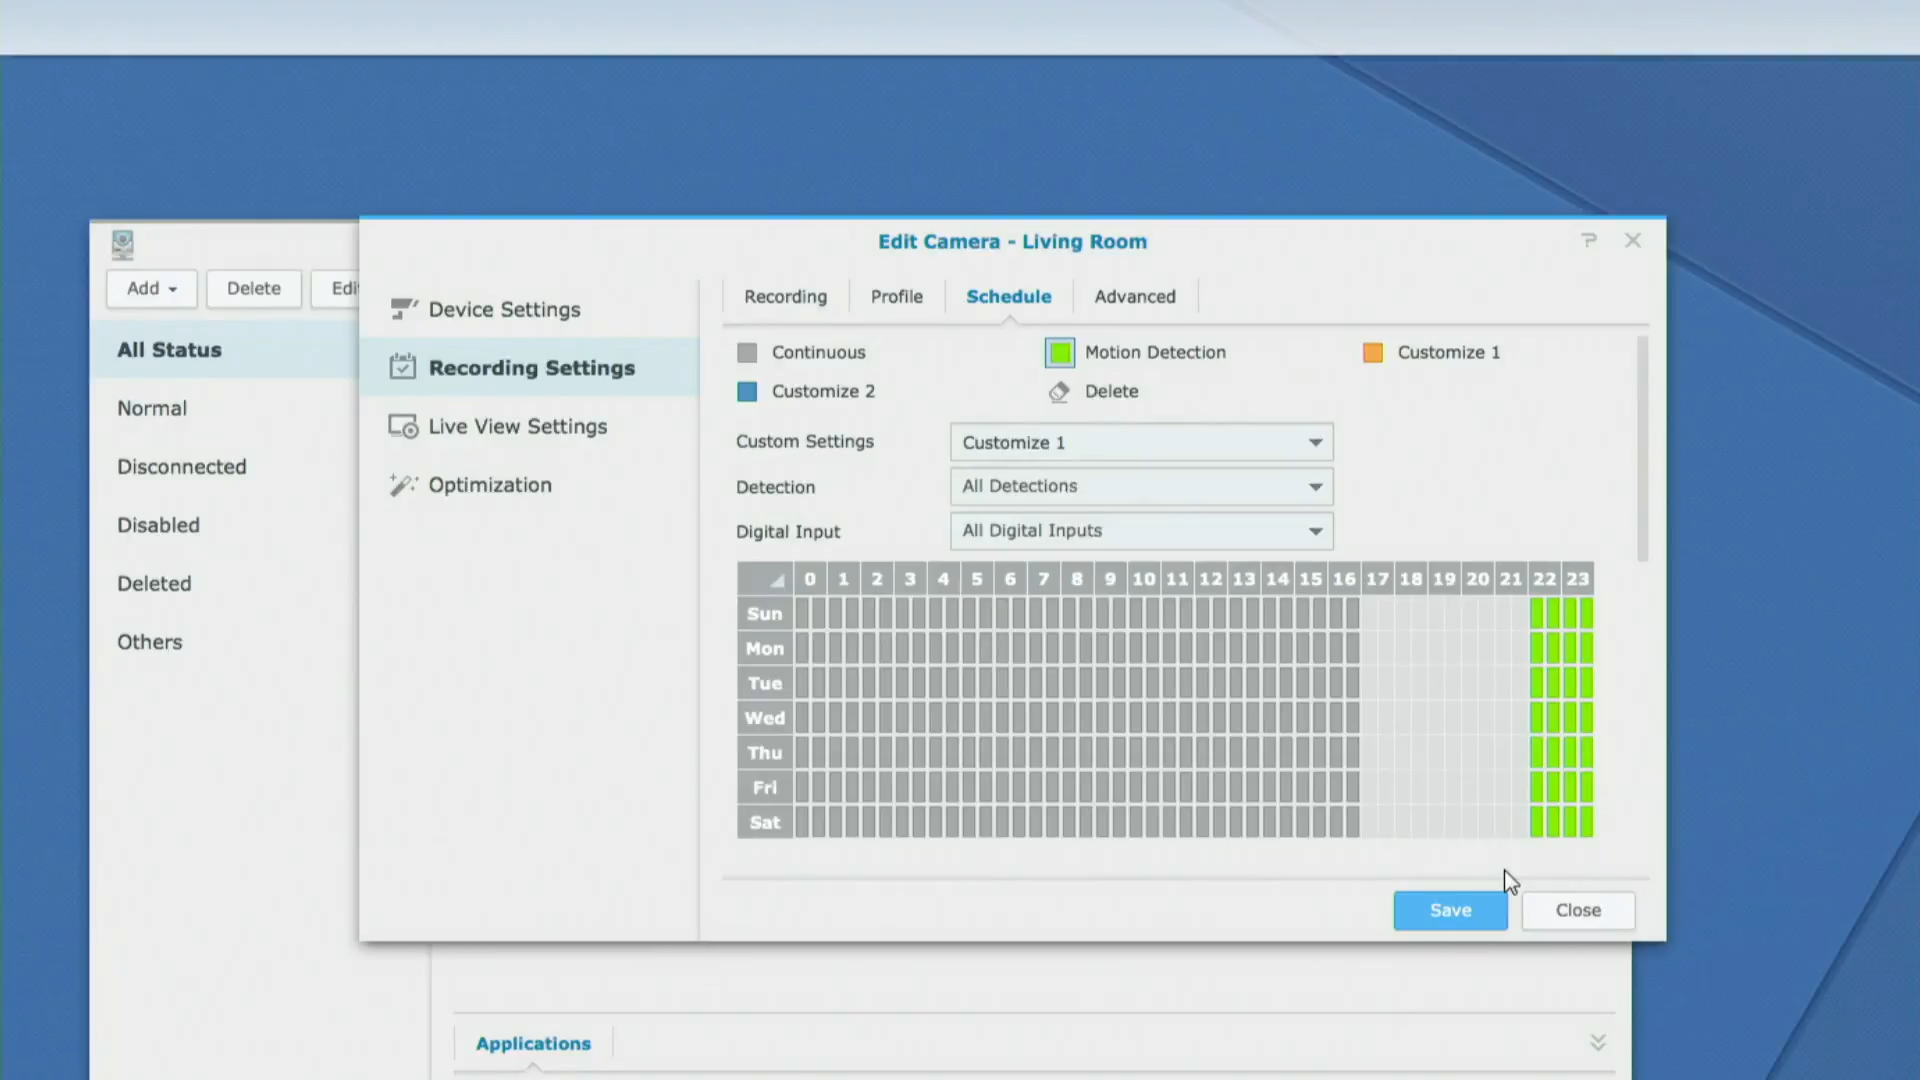 Edit Camera - Living Room
Add
Delete
All Status
Normal
Disconnected
Disabled
Deleted
Others
Device Settings
Recording Settings
Live View Settings
Optimization
Recording Profile Schedule Advanced
Continuous Motion Detection Customize 1
Customize 2 Delete
Custom Settings Customize 1
Detection All Detections
Digital Input All Digital Inputs
0 1 2 3 4 5 6 7 8 9 10 11 12 13 14 15 16 17 18 19 20 21 22 23
Sun
Mon
Tue
Wed
Thu
Fri
Sat
Save Close
Applications